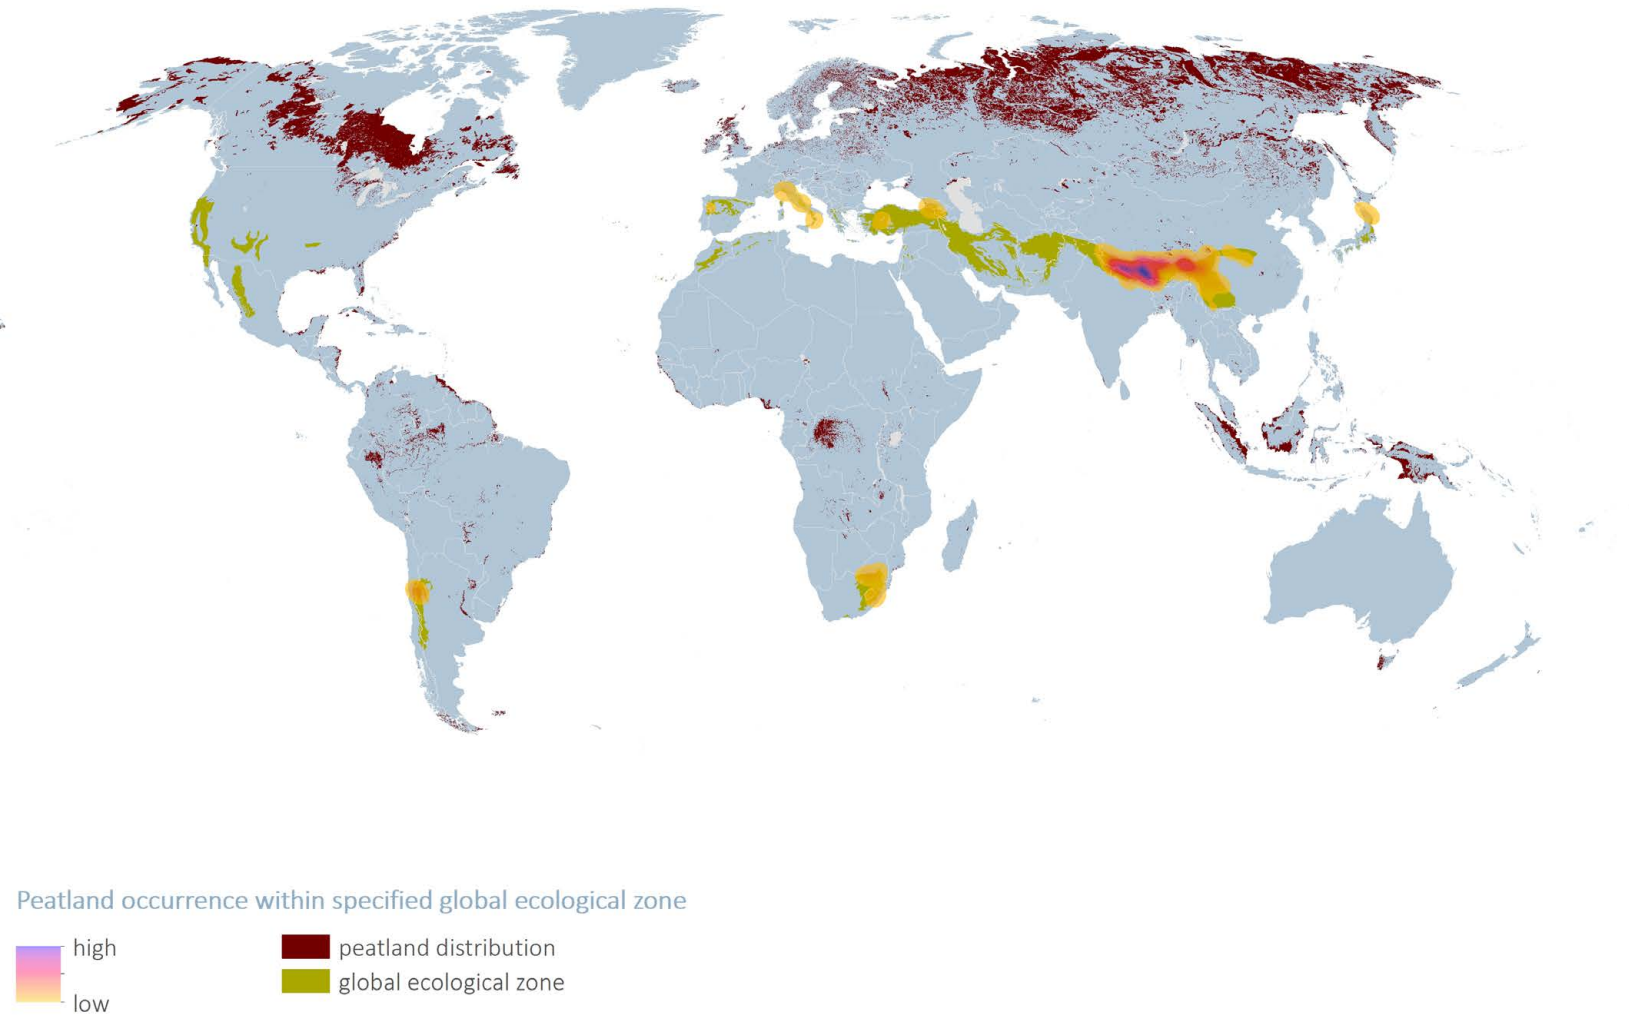 Peatland occurrence within specified global ecological zone
high
peatland distribution
global ecological zone
low